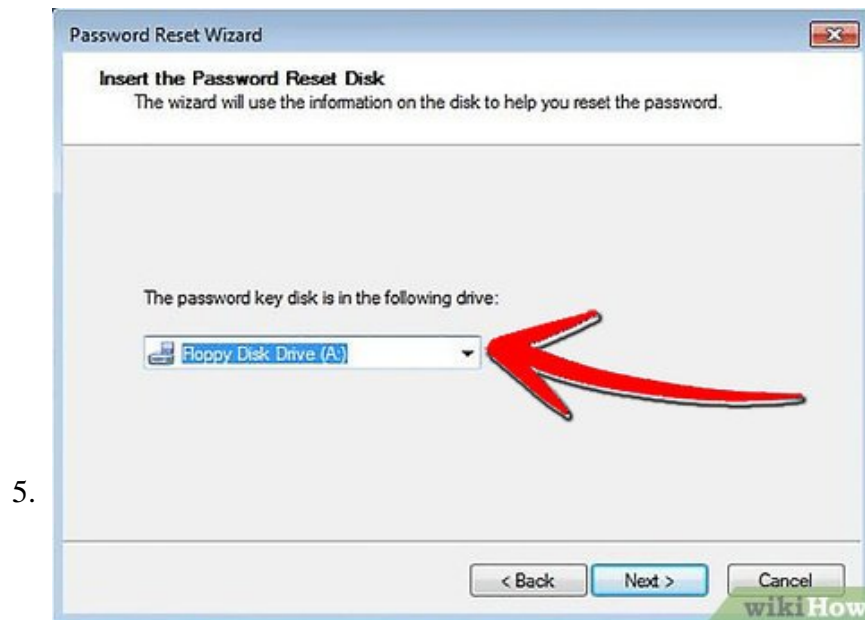 Password Reset Wizard
Insert the Password Reset Disk
The wizard will use the information on the disk to help you reset the password.
The password key disk is in the following drive:
Floppy Disk Drive (A:)
5.
< Back Next > Cancel
wikiHow